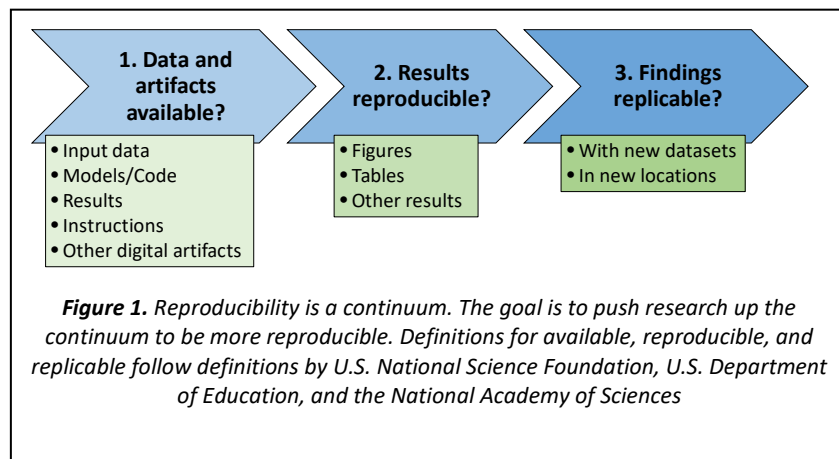 1. Data and
artifacts
available?
• Input data
• Models/Code
• Results
• Instructions
• Other digital artifacts
2. Results
reproducible?
• Figures
• Tables
• Other results
3. Findings
replicable?
• With new datasets
• In new locations
Figure 1. Reproducibility is a continuum. The goal is to push research up the
continuum to be more reproducible. Definitions for available, reproducible, and
replicable follow definitions by U.S. National Science Foundation, U.S. Department
of Education, and the National Academy of Sciences